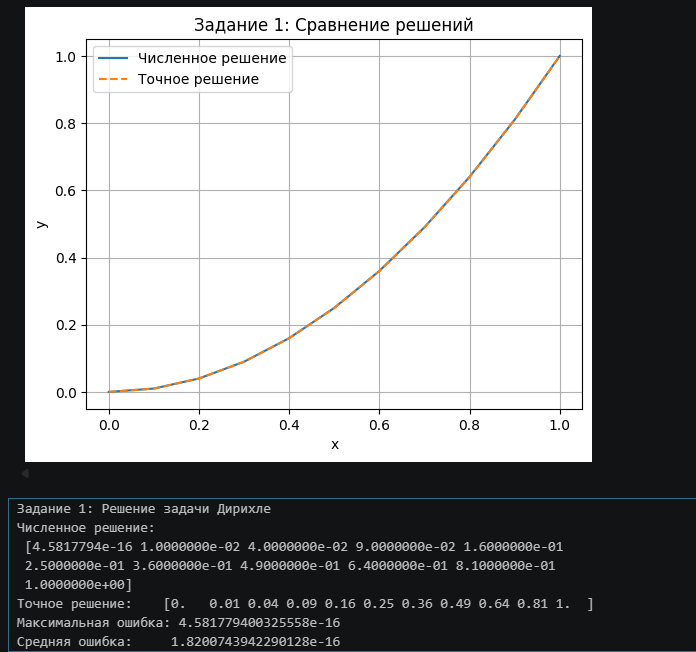 Задание 1: Сравнение решений
Численное решение
Точное решение
1.0
0.8
0.6
0.4
0.2
0.0
y
0.0 0.2 0.4 0.6 0.8 1.0
x
Задание 1: Решение задачи Дирихле
Численное решение:
[4.5817794e-16 1.0000000e-02 4.0000000e-02 9.0000000e-02 1.6000000e-01
2.5000000e-01 3.6000000e-01 4.9000000e-01 6.4000000e-01 8.1000000e-01
1.0000000e+00]
Точное решение:    [0.   0.01 0.04 0.09 0.16 0.25 0.36 0.49 0.64 0.81 1.  ]
Максимальная ошибка: 4.581779400325558e-16
Средняя ошибка:     1.8200743942290128e-16